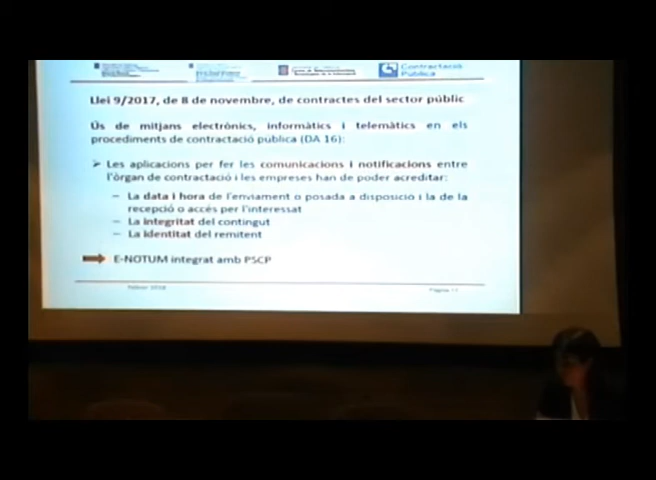 Contractació
Pública
Llei 9/2017, de 8 de novembre, de contractes del sector públic
Ús de mitjans electrònics, informàtics i telemàtics en els
procediments de contractació pública (DA 16):
➢ Les aplicacions per fer les comunicacions i notificacions entre
l'òrgan de contractació i les empreses han de poder acreditar:
– La data i hora de l'enviament o posada a disposició i la de la
recepció o accés per l'interessat
– La integritat del contingut
– La identitat del remitent
E-NOTUM integrat amb PSCP